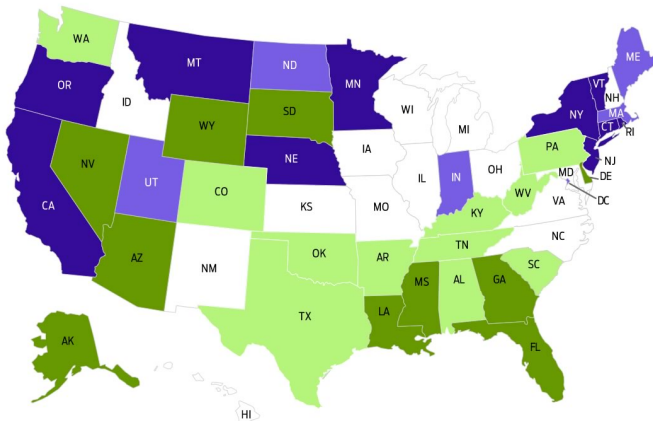 WA
ME
MT
ND
MN
VT
NH
OR
ID
WI
NY
MA
SD
MI
CT
RI
WY
IA
PA
NV
NE
NJ
IL
IN
OH
DE
UT
MD
CA
CO
WV
DC
KS
MO
KY
VA
NC
TN
OK
AZ
NM
AR
SC
MS
AL
GA
LA
TX
AK
FL
HI